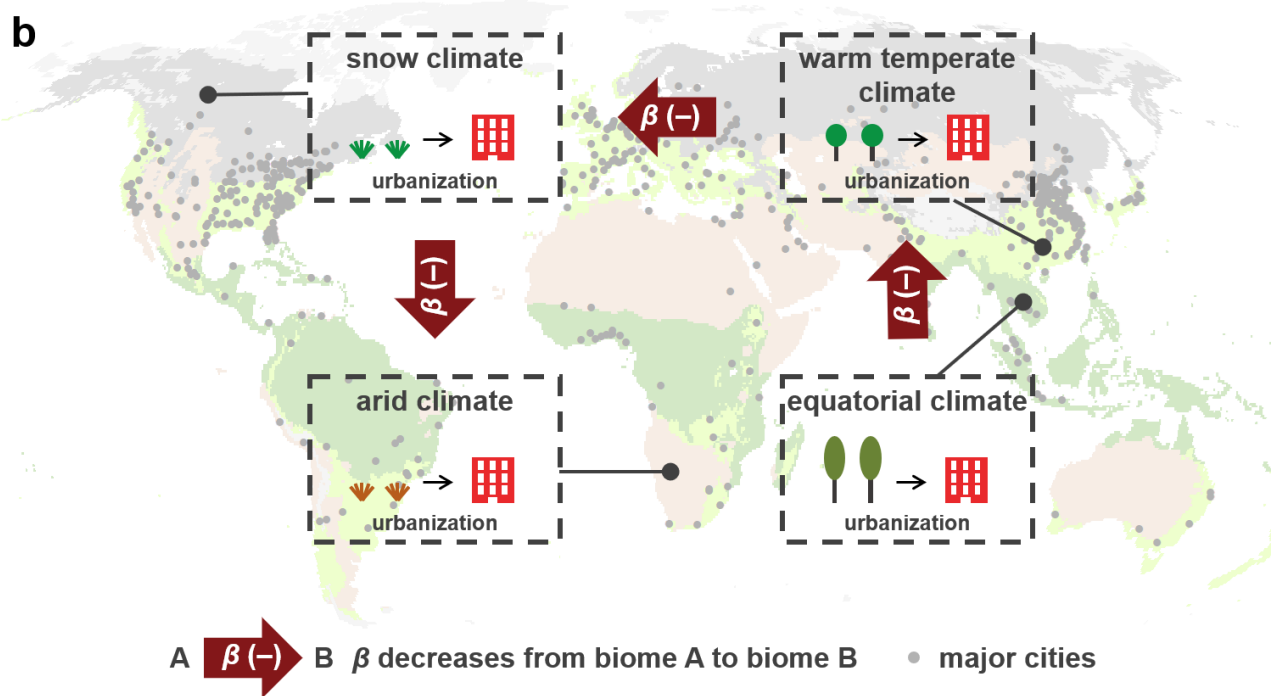 b
snow climate
urbanization
β (–)
warm temperate
climate
urbanization
β (–)
β (–)
arid climate
urbanization
equatorial climate
urbanization
A β (–) B β decreases from biome A to biome B major cities